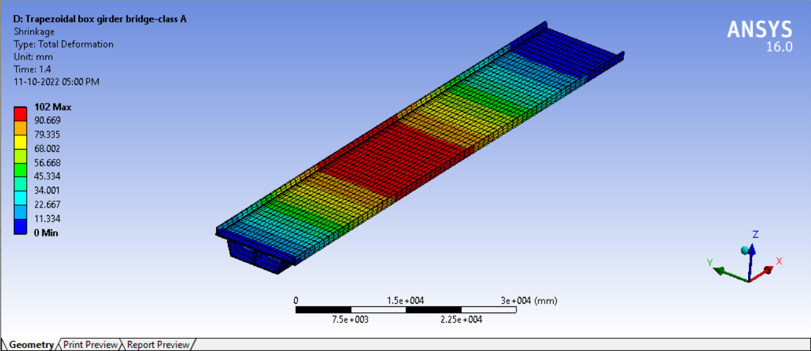 D: Trapezoidal box girder bridge-class A
Shrinkage
Type: Total Deformation
Unit: mm
Time: 1.4
11-10-2022 05:00 PM
ANSYS
16.0
102 Max
90.669
79.335
68.002
56.668
45.334
34.001
22.667
11.334
0 Min
Z
Y
X
0 1.5e+004 3e+004 (mm)
7.5e+003 2.25e+004
Geometry Print Preview Report Preview